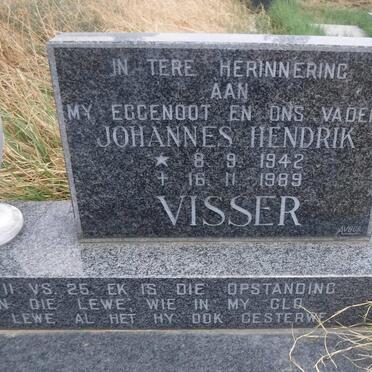 IN TERE HERINNERING
AAN
MY EGGENOOT EN ONS VADER
JOHANNES HENDRIK
★ 8.9.1942
+ 16.11.1989
VISSER
AVBOB
11 VS. 25 EK IS DIE OPSTANDING
DIE LEWE, WIE IN MY GLO
LEWE AL HET HY OOK GESTERWE